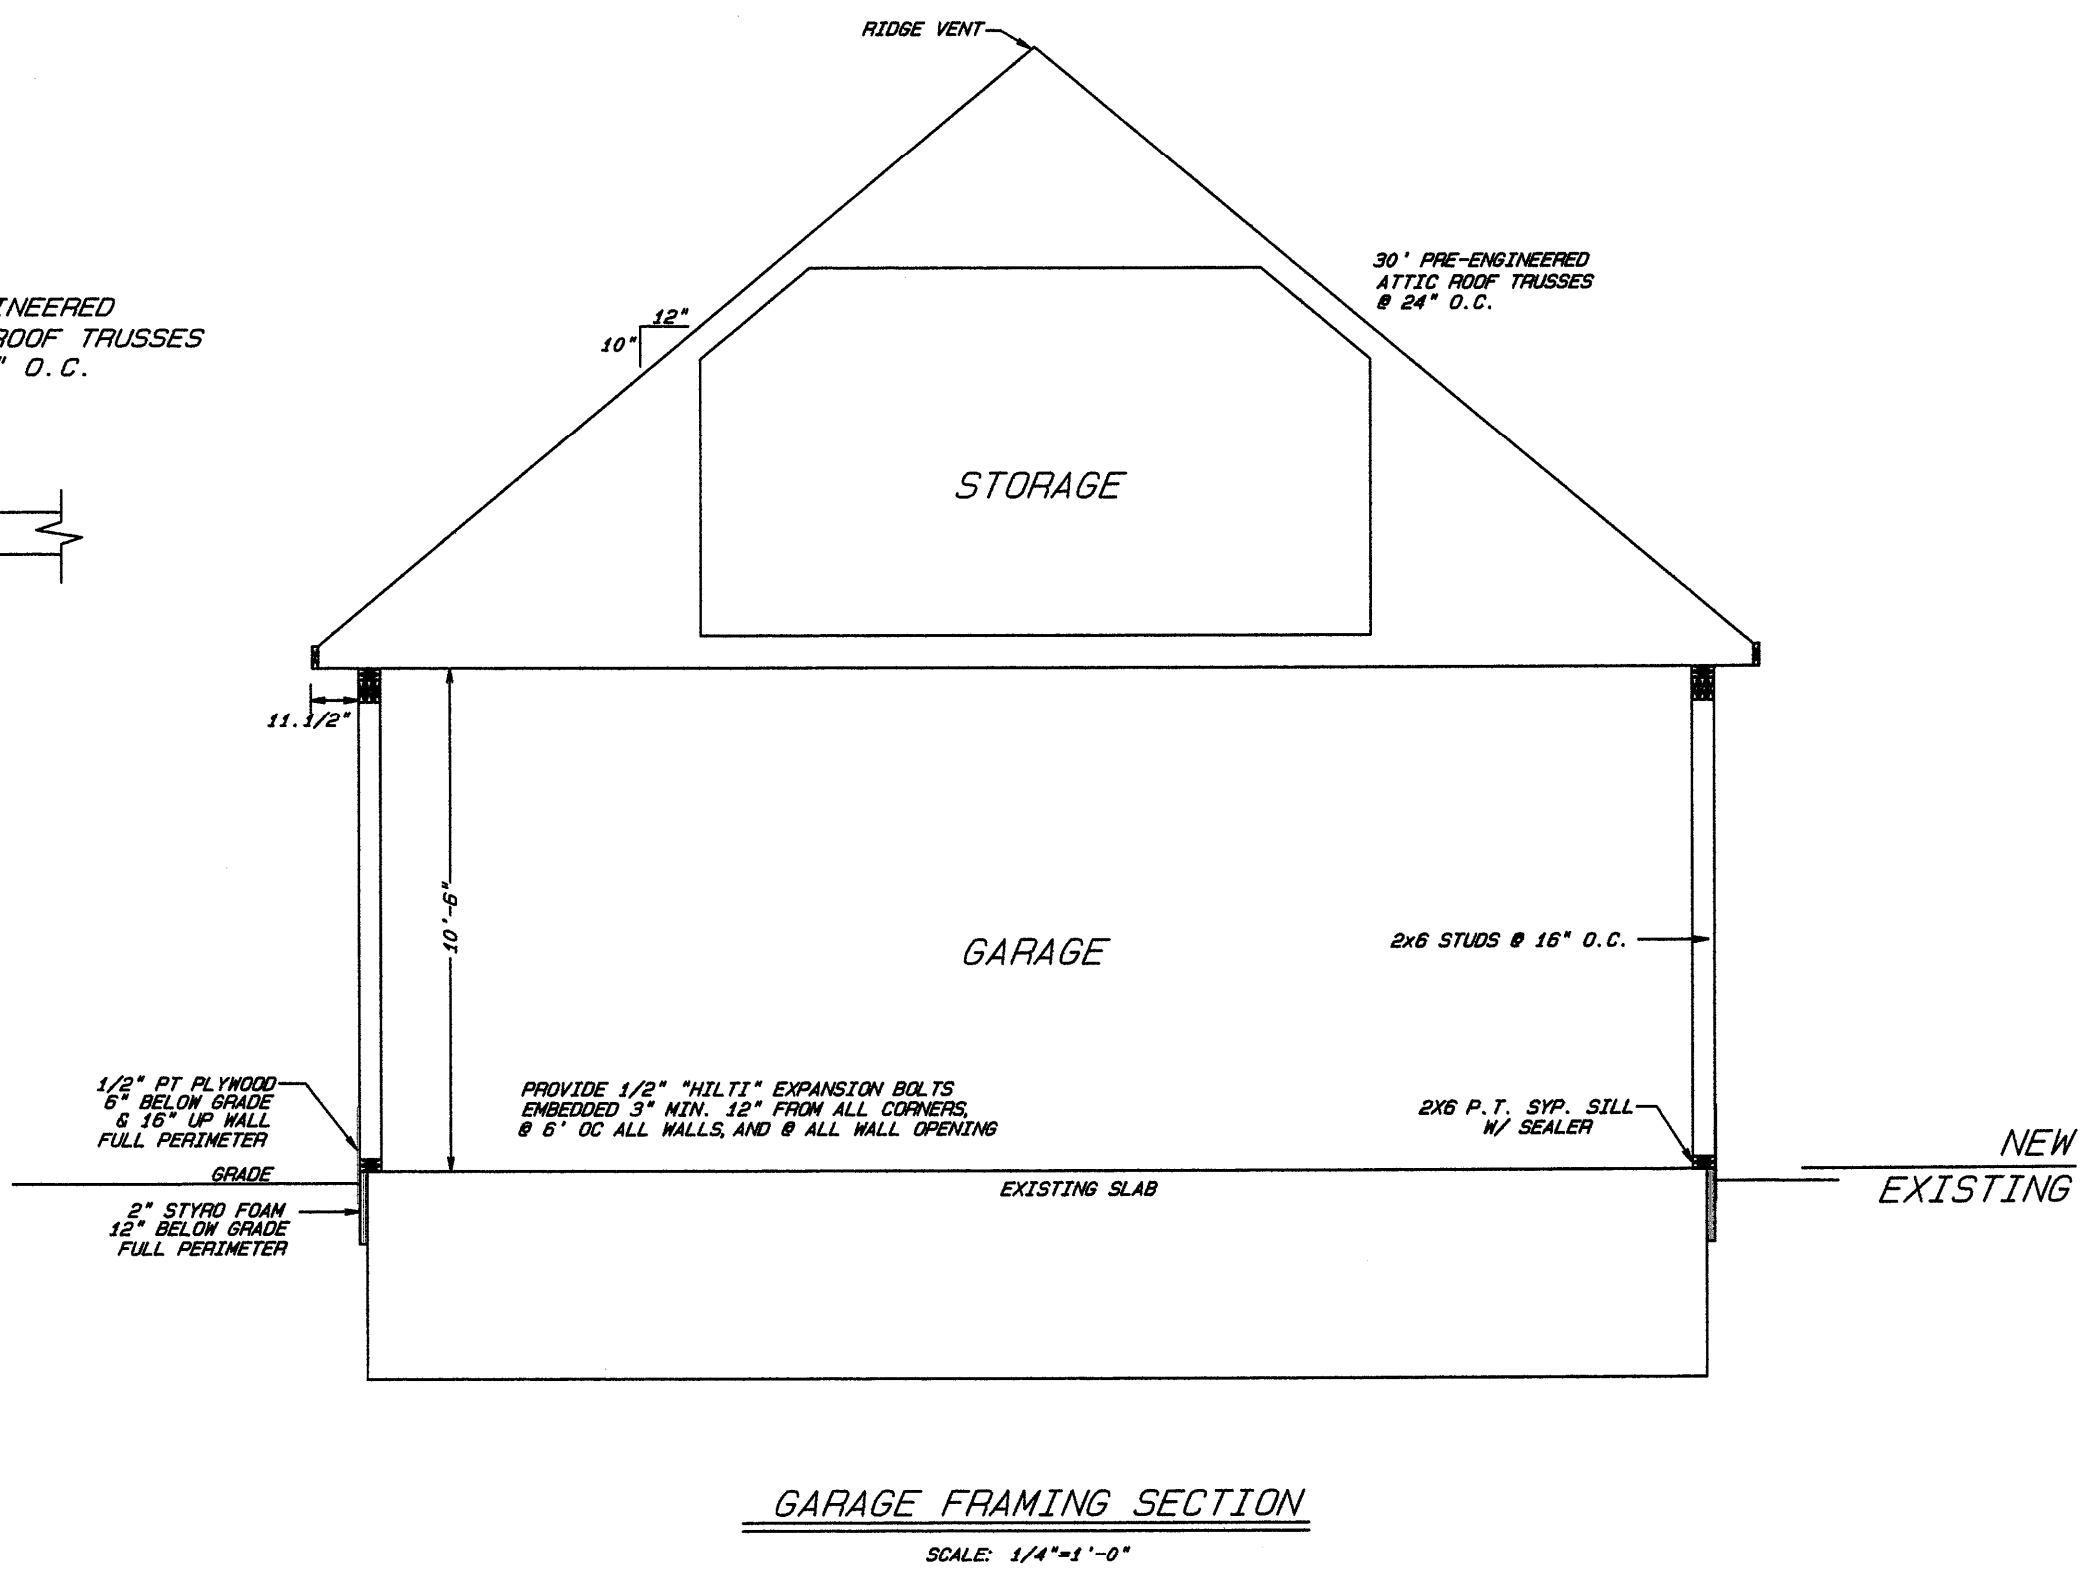 RIDGE VENT
30' PRE-ENGINEERED
ATTIC ROOF TRUSSES
@ 24" O.C.
INEERED
ROOF TRUSSES
" O.C.
12"
10"
STORAGE
11.1/2"
10'-6"
GARAGE
2x6 STUDS @ 16" O.C.
1/2" PT PLYWOOD
6" BELOW GRADE
& 16" UP WALL
FULL PERIMETER
PROVIDE 1/2" "HILTI" EXPANSION BOLTS
EMBEDDED 3" MIN. 12" FROM ALL CORNERS,
@ 6' OC ALL WALLS, AND @ ALL WALL OPENING
2X6 P.T. SYP. SILL
W/ SEALER
NEW
EXISTING
GRADE
EXISTING SLAB
2" STYRO FOAM
12" BELOW GRADE
FULL PERIMETER
GARAGE FRAMING SECTION
SCALE: 1/4"=1'-0"